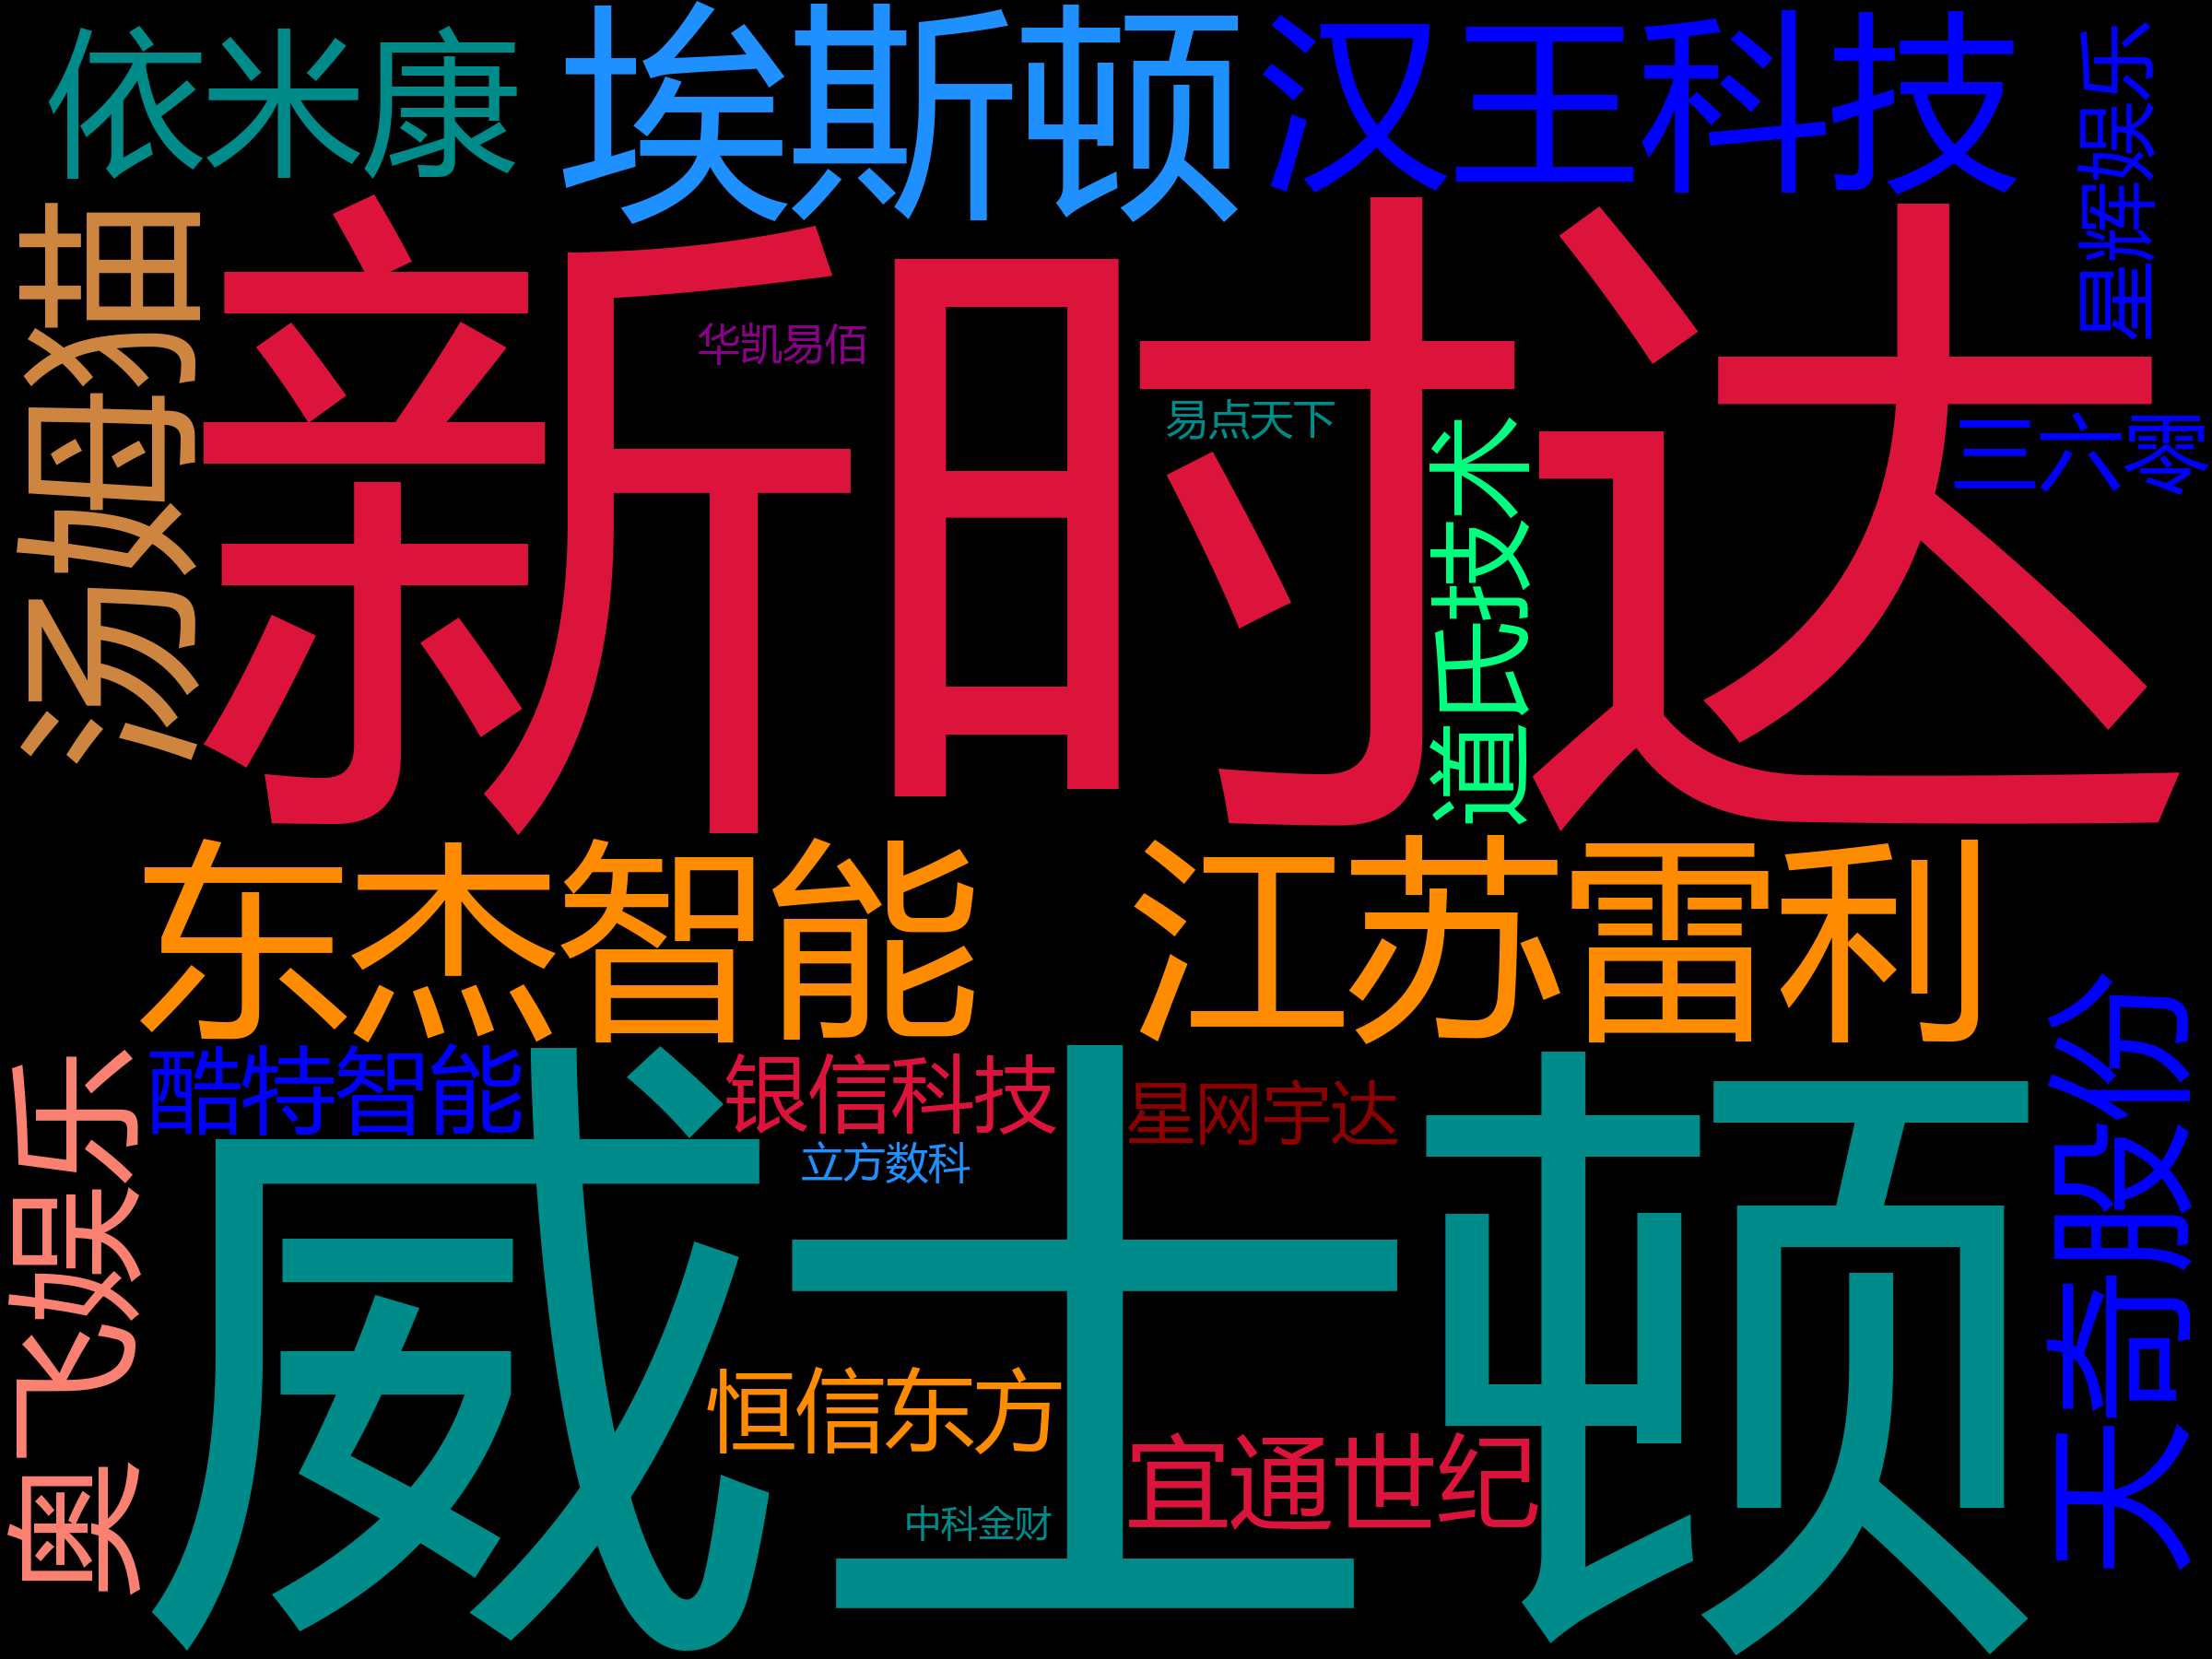 依米康
埃斯顿
汉王科技
昆船智能
汤姆猫
新时达
华凯易佰
易点天下
三六零
道氏技术
东杰智能
江苏雷利
酷特智能
银信科技
星网宇达
立方数科
奥飞娱乐
威士顿
天奇股份
恒信东方
宜通世纪
中科金财